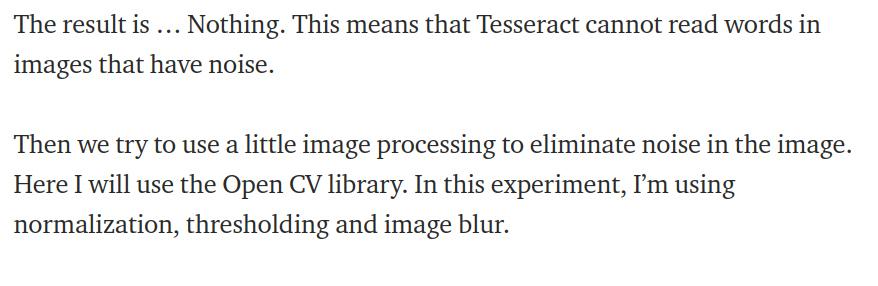 The result is … Nothing. This means that Tesseract cannot read words in
images that have noise.
Then we try to use a little image processing to eliminate noise in the image.
Here I will use the Open CV library. In this experiment, I’m using
normalization, thresholding and image blur.